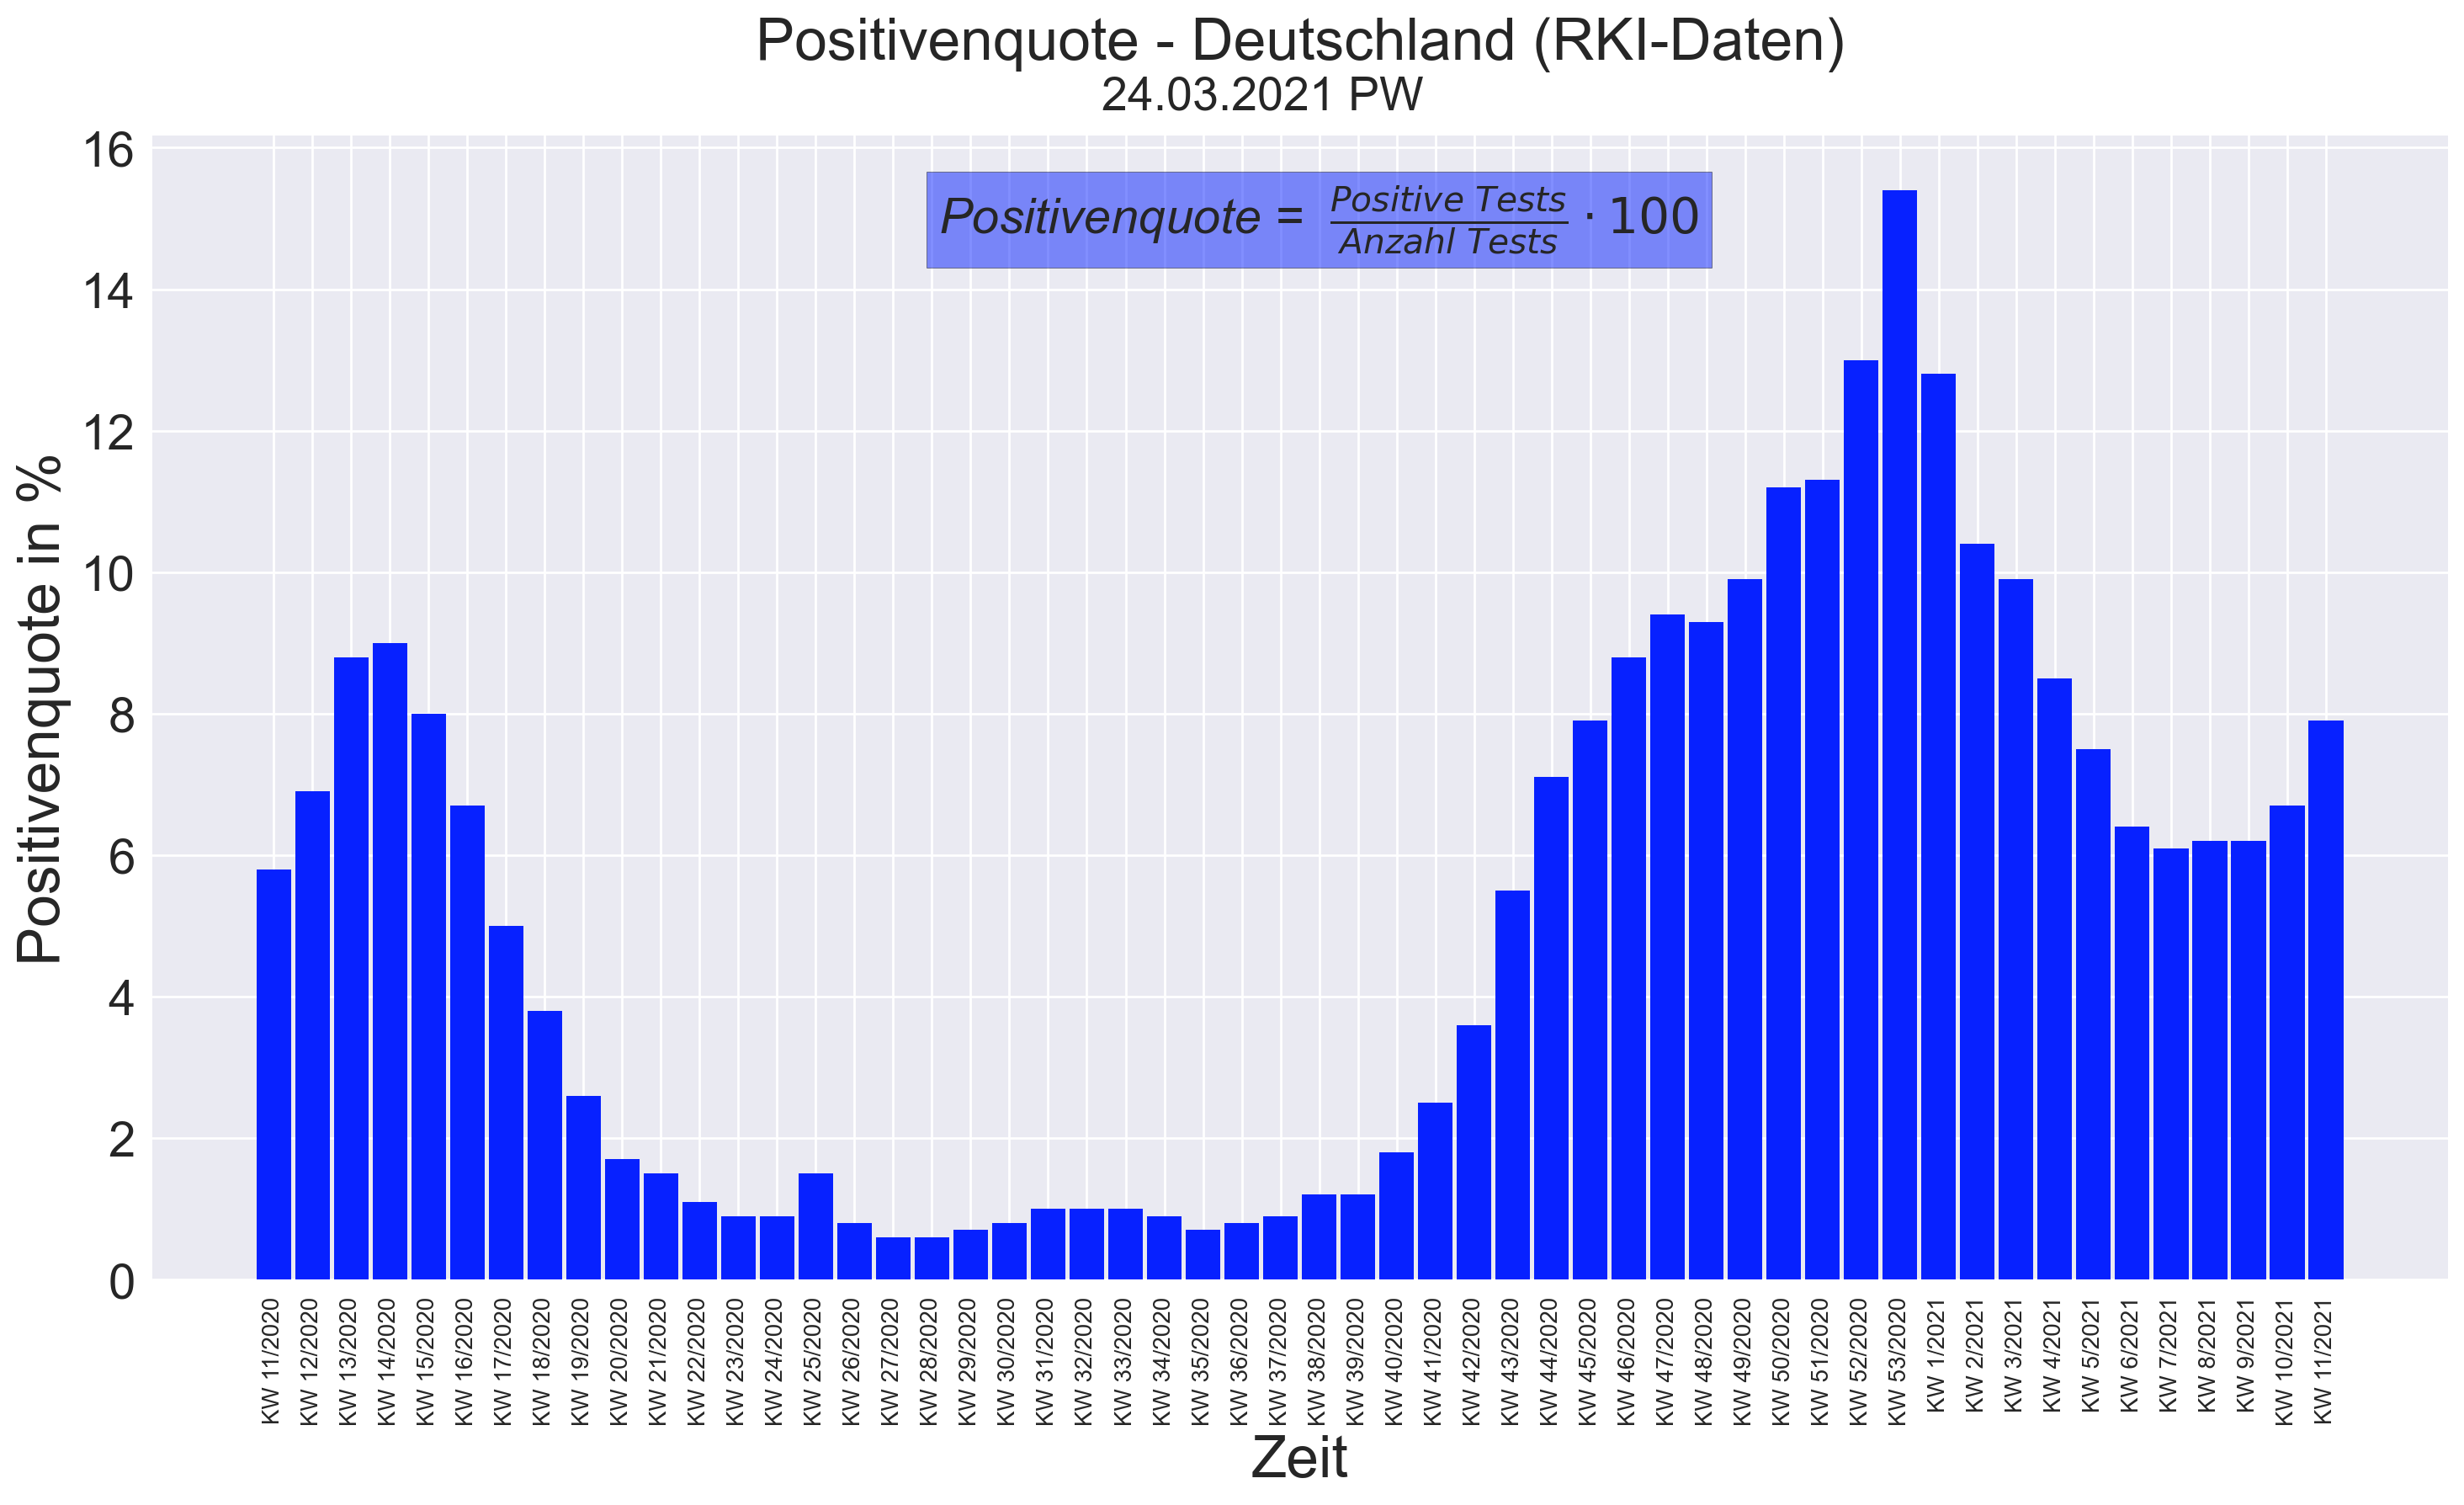 Positivenquote - Deutschland (RKI-Daten)
24.03.2021 PW
Positivenquote = Positive Tests / Anzahl Tests · 100
Positivenquote in %
16
14
12
10
8
6
4
2
0
KW 11/2020
KW 12/2020
KW 13/2020
KW 14/2020
KW 15/2020
KW 16/2020
KW 17/2020
KW 18/2020
KW 19/2020
KW 20/2020
KW 21/2020
KW 22/2020
KW 23/2020
KW 24/2020
KW 25/2020
KW 26/2020
KW 27/2020
KW 28/2020
KW 29/2020
KW 30/2020
KW 31/2020
KW 32/2020
KW 33/2020
KW 34/2020
KW 35/2020
KW 36/2020
KW 37/2020
KW 38/2020
KW 39/2020
KW 40/2020
KW 41/2020
KW 42/2020
KW 43/2020
KW 44/2020
KW 45/2020
KW 46/2020
KW 47/2020
KW 48/2020
KW 49/2020
KW 50/2020
KW 51/2020
KW 52/2020
KW 53/2020
KW 1/2021
KW 2/2021
KW 3/2021
KW 4/2021
KW 5/2021
KW 6/2021
KW 7/2021
KW 8/2021
KW 9/2021
KW 10/2021
KW 11/2021
Zeit